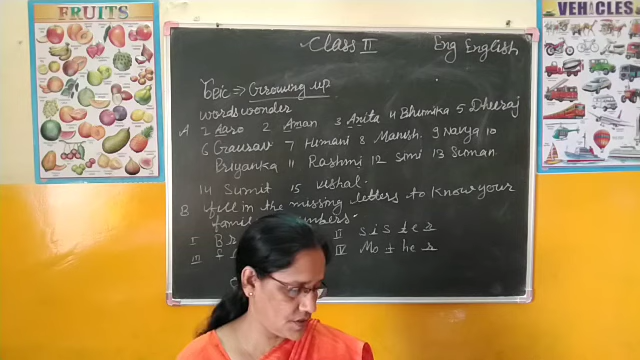 FRUITS
VEHICLES
Class II Eng English
Topic ⇒ Growing up
words wonder
A 1 Aaro 2 Aman 3 Anita 4 Bhumika 5 Dheeraj
6 Gaurav 7 Himani 8 Manish 9 Navya 10
Priyanka 11 Rashmi 12 Simi 13 Suman
14 Sumit 15 Vishal.
B fill in the missing letters to Know your
family
I B II S i s t e r
III f IV Mo t he r